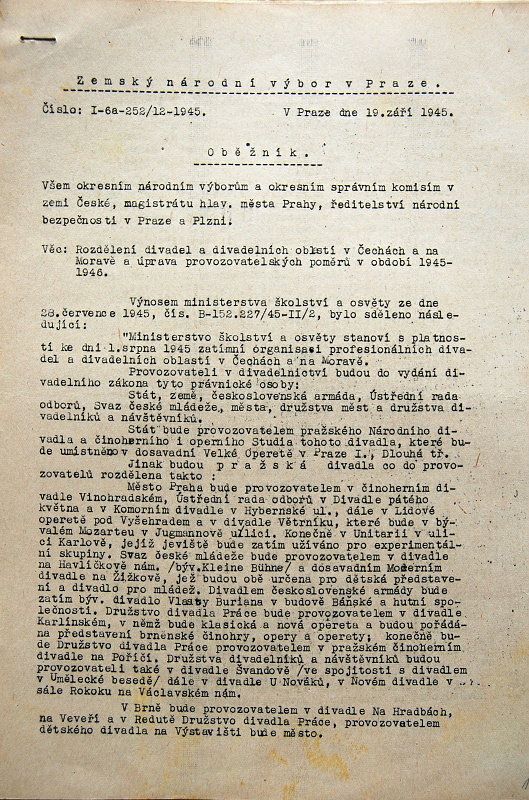 Zemský národní výbor v Praze.
Číslo: I-6a-252/12-1945. V Praze dne 19.září 1945.
Oběžník.
Všem okresním národním výborům a okresním správním komisím v
zemi České, magistrátu hlav. města Prahy, ředitelství národní
bezpečnosti v Praze a Plzni.
Věc: Rozdělení divadel a divadelních oblastí v Čechách a na
Moravě a úprava provozovatelských poměrů v období 1945-
1946.
Výnosem ministerstva školství a osvěty ze dne
28.července 1945, čís. B-152.227/45-II/2, bylo sděleno násle-
dující:
"Ministerstvo školství a osvěty stanoví s platnos-
tí ke dni 1.srpna 1945 zatímní organisaci profesionálních diva-
del a divadelních oblastí v Čechách a na Moravě.
Provozovateli v divadelnictví budou do vydání di-
vadelního zákona tyto právnické osoby:
Stát, země, československá armáda, Ústřední rada
odborů, Svaz české mládeže, města, družstva měst a družstva di-
vadelníků a návštěvníků.
Stát bude provozovatelem pražského Národního di-
vadla a činoherního i operního Studia tohoto divadla, které bu-
de umístněno v dosavadní Velké Operetě v Praze I., Dlouhá tř.
Jinak budou pražská divadla co do provo-
zovatelů rozdělena takto :
Město Praha bude provozovatelem v činoherním di-
vadle Vinohradském, Ústřední rada odborů v Divadle pátého
května a v Komorním divadle v Hybernské ul., dále v Lidové
operetě pod Vyšehradem a v divadle Větrníku, které bude v bý-
valém Mozarteu v Jugmannově ulici. Konečně v Unitarii v uli-
ci Karlově, jejíž jeviště bude zatím užíváno pro experimentál-
ní skupiny. Svaz české mládeže bude provozovatelem v divadle
na Havlíčkově nám. /býv.Kleine Bühne/ a dosavadním Moderním
divadle na Žižkově, jež budou obě určena pro dětská představe-
ní a divadlo pro mládež. Divadlem československé armády bude
zatím býv. divadlo Vlasty Buriana v budově Báňské a hutní spo-
lečnosti. Družstvo divadla Práce bude provozovatelem v divadle
Karlínském, v němž bude klasická a nová opereta a budou pořádá-
na představení brněnské činohry, opery a operety; konečně bu-
de Družstvo divadla Práce provozovatelem v pražském činoherním
divadle na Poříčí. Družstva divadelníků a návštěvníků budou
provozovateli také v divadle Švandově /ve spojitosti s divadlem
v Umělecké besedě/ dále v divadle U Nováků, v Novém divadle v
sále Rokoku na Václavském nám.
V Brně bude provozovatelem v divadle Na Hradbách,
na Veveří a v Redutě Družstvo divadla Práce, provozovatelem
dětského divadla na Výstavišti bude město.